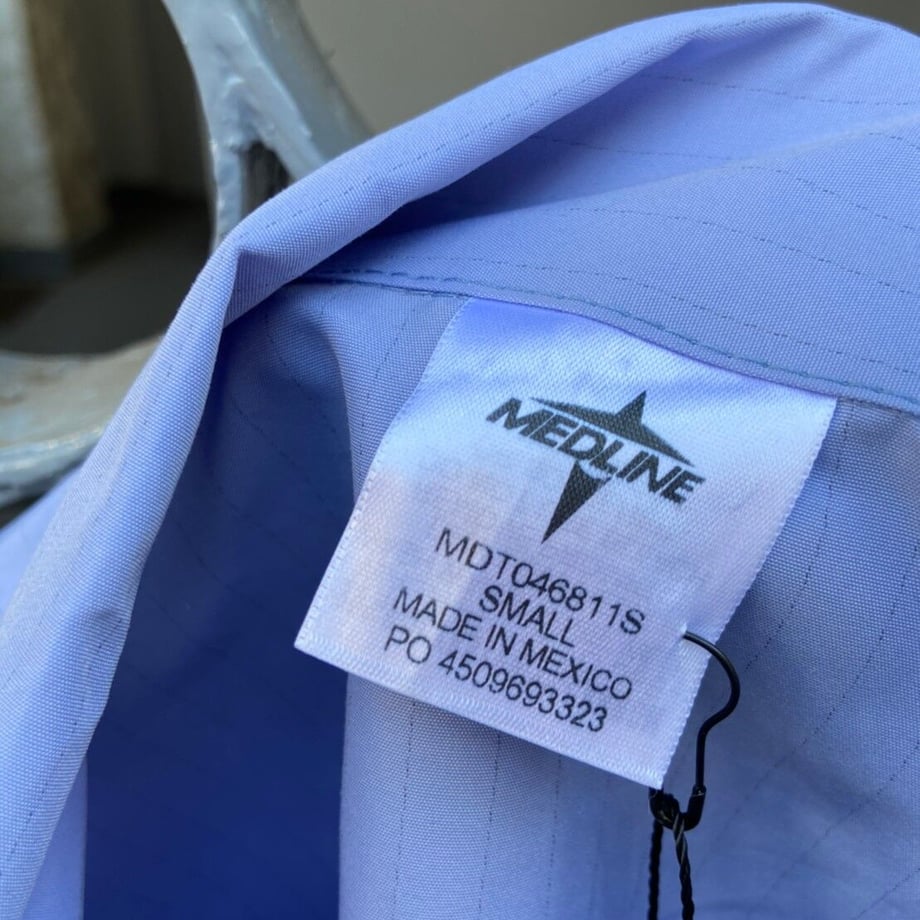 MEDLINE
MDT046811S
SMALL
MADE IN MEXICO
PO 4509693323